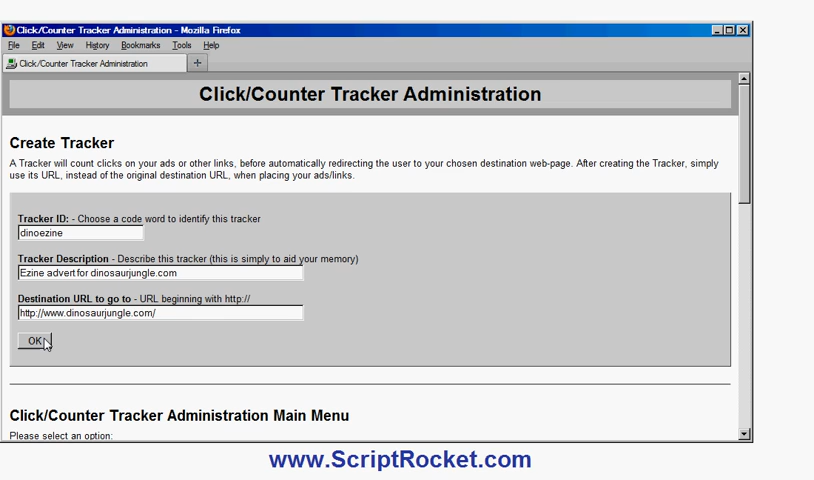 Click/Counter Tracker Administration - Mozilla Firefox
File Edit View History Bookmarks Tools Help
Click/Counter Tracker Administration
Click/Counter Tracker Administration
Create Tracker
A Tracker will count clicks on your ads or other links, before automatically redirecting the user to your chosen destination web-page. After creating the Tracker, simply
use its URL, instead of the original destination URL, when placing your ads/links.
Tracker ID: - Choose a code word to identify this tracker
dinoezine
Tracker Description - Describe this tracker (this is simply to aid your memory)
Ezine advert for dinosaurjungle.com
Destination URL to go to - URL beginning with http://
http://www.dinosaurjungle.com/
OK
Click/Counter Tracker Administration Main Menu
Please select an option:
www.ScriptRocket.com